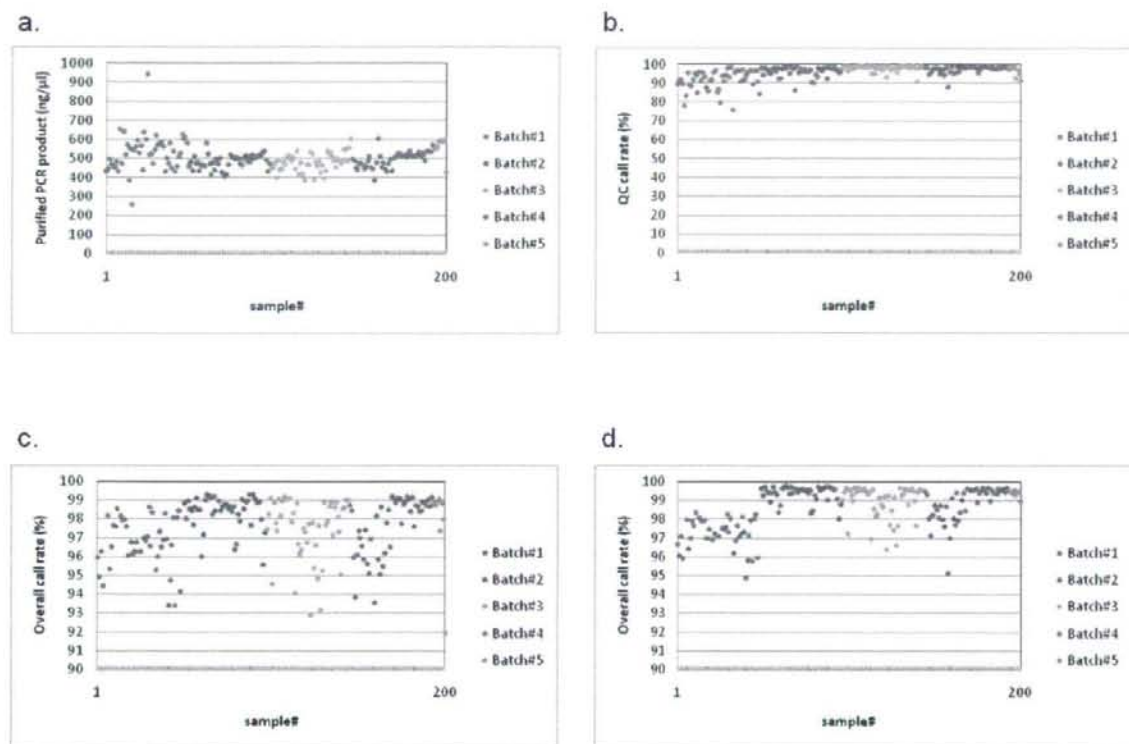 a.
Purified PCR product (ng/µl)
1000
900
800
700
600
500
400
300
200
100
0
1
200
sample#
Batch#1
Batch#2
Batch#3
Batch#4
Batch#5
b.
QC call rate (%)
100
90
80
70
60
50
40
30
20
10
0
1
200
sample#
Batch#1
Batch#2
Batch#3
Batch#4
Batch#5
c.
Overall call rate (%)
100
99
98
97
96
95
94
93
92
91
90
1
200
sample#
Batch#1
Batch#2
Batch#3
Batch#4
Batch#5
d.
Overall call rate (%)
100
99
98
97
96
95
94
93
92
91
90
1
200
sample#
Batch#1
Batch#2
Batch#3
Batch#4
Batch#5